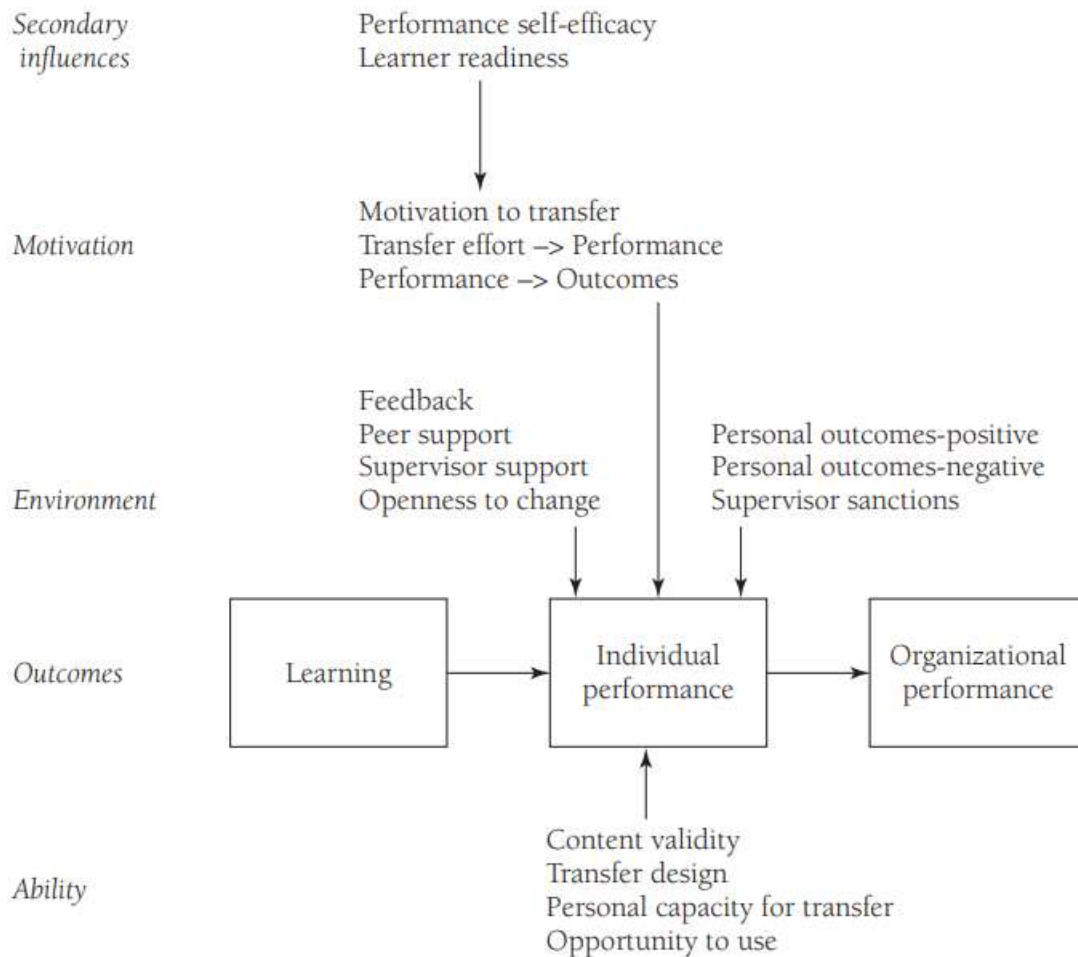 Secondary
influences
Performance self-efficacy
Learner readiness
Motivation
Motivation to transfer
Transfer effort –> Performance
Performance –> Outcomes
Environment
Feedback
Peer support
Supervisor support
Openness to change
Personal outcomes-positive
Personal outcomes-negative
Supervisor sanctions
Outcomes
Learning
Individual
performance
Organizational
performance
Ability
Content validity
Transfer design
Personal capacity for transfer
Opportunity to use